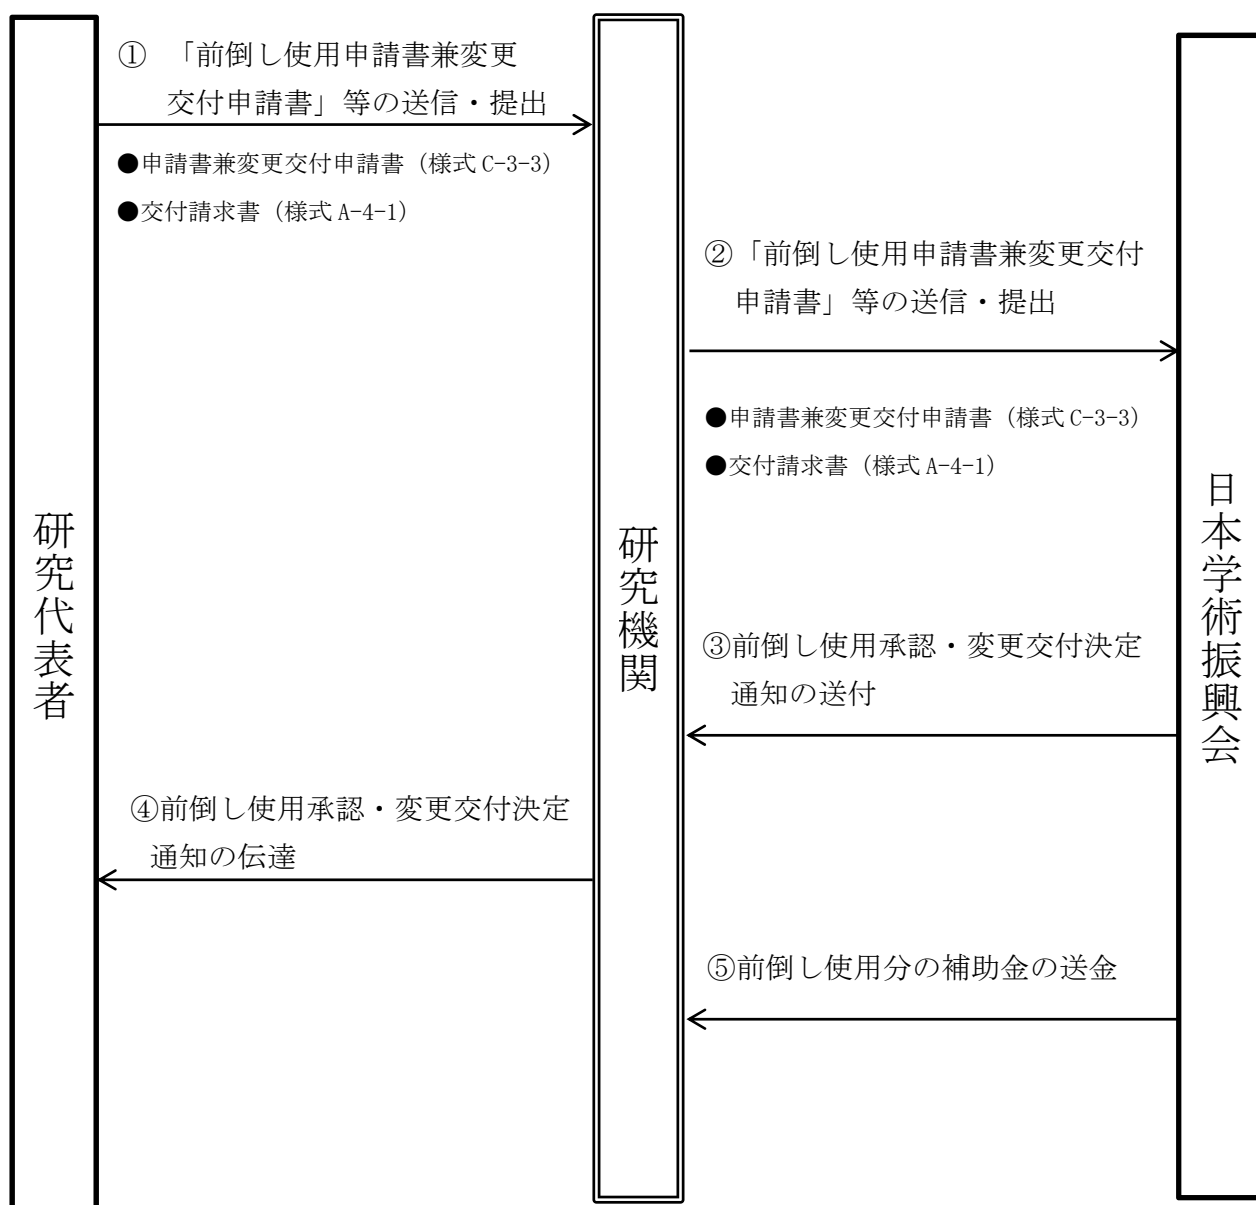 ① 「前倒し使用申請書兼変更
交付申請書」等の送信・提出
●申請書兼変更交付申請書（様式 C-3-3）
●交付請求書（様式 A-4-1）
②「前倒し使用申請書兼変更交付
申請書」等の送信・提出
●申請書兼変更交付申請書（様式 C-3-3）
●交付請求書（様式 A-4-1）
研究代表者
研究機関
日本学術振興会
③前倒し使用承認・変更交付決定
通知の送付
④前倒し使用承認・変更交付決定
通知の伝達
⑤前倒し使用分の補助金の送金